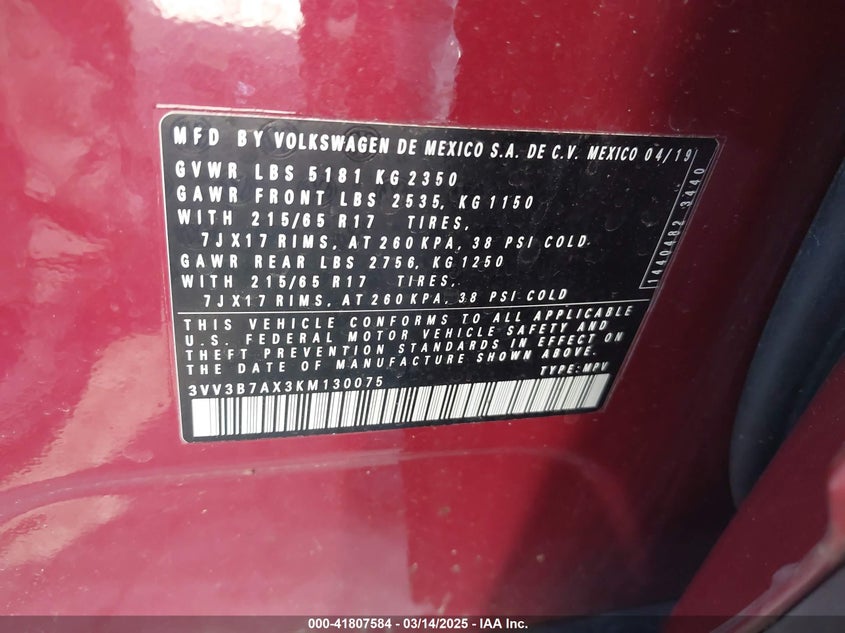 MFD BY VOLKSWAGEN DE MEXICO S.A. DE C.V. MEXICO 04/19
GVWR LBS 5181 KG 2350
GAWR FRONT LBS 2535, KG 1150
WITH 215/65 R17 TIRES,
7JX17 RIMS, AT 260 KPA, 38 PSI COLD
GAWR REAR LBS 2756, KG 1250
WITH 215/65 R17 TIRES,
7JX17 RIMS, AT 260 KPA, 38 PSI COLD
1440482 3440
THIS VEHICLE CONFORMS TO ALL APPLICABLE
U.S. FEDERAL MOTOR VEHICLE SAFETY AND
THEFT PREVENTION STANDARDS IN EFFECT ON
THE DATE OF MANUFACTURE SHOWN ABOVE.
TYPE: MPV
3VV3B7AX3KM130075
000-41807584 - 03/14/2025 - IAA Inc.